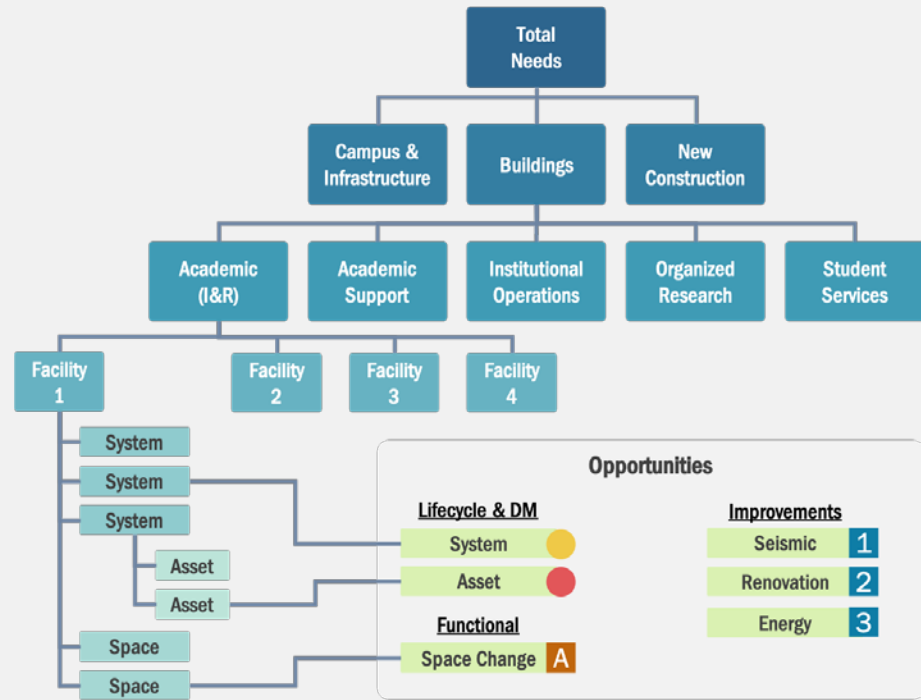 Total
Needs
Campus &
Infrastructure
Buildings
New
Construction
Academic
(I&R)
Academic
Support
Institutional
Operations
Organized
Research
Student
Services
Facility
1
Facility
2
Facility
3
Facility
4
System
System
System
Asset
Asset
Space
Space
Opportunities
Lifecycle & DM
System
Asset
Functional
Space Change A
Improvements
Seismic 1
Renovation 2
Energy 3